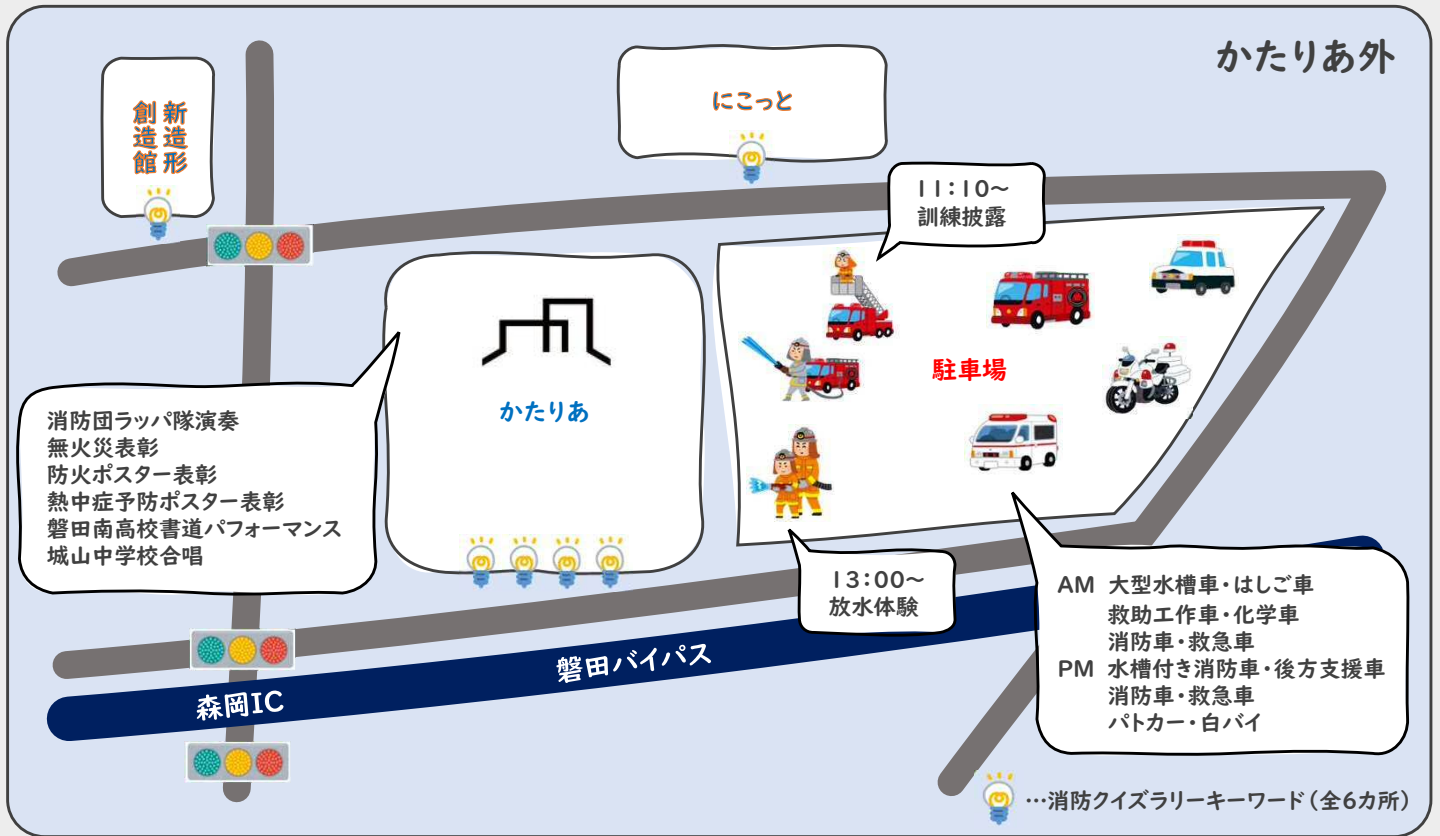 かたりあ外
新造形
創造館
にこっと
11:10～
訓練披露
かたりあ
駐車場
消防団ラッパ隊演奏
無火災表彰
防火ポスター表彰
熱中症予防ポスター表彰
磐田南高校書道パフォーマンス
城山中学校合唱
13:00～
放水体験
AM 大型水槽車・はしご車
救助工作車・化学車
消防車・救急車
PM 水槽付き消防車・後方支援車
消防車・救急車
パトカー・白バイ
磐田バイパス
森岡IC
…消防クイズラリーキーワード（全6カ所）